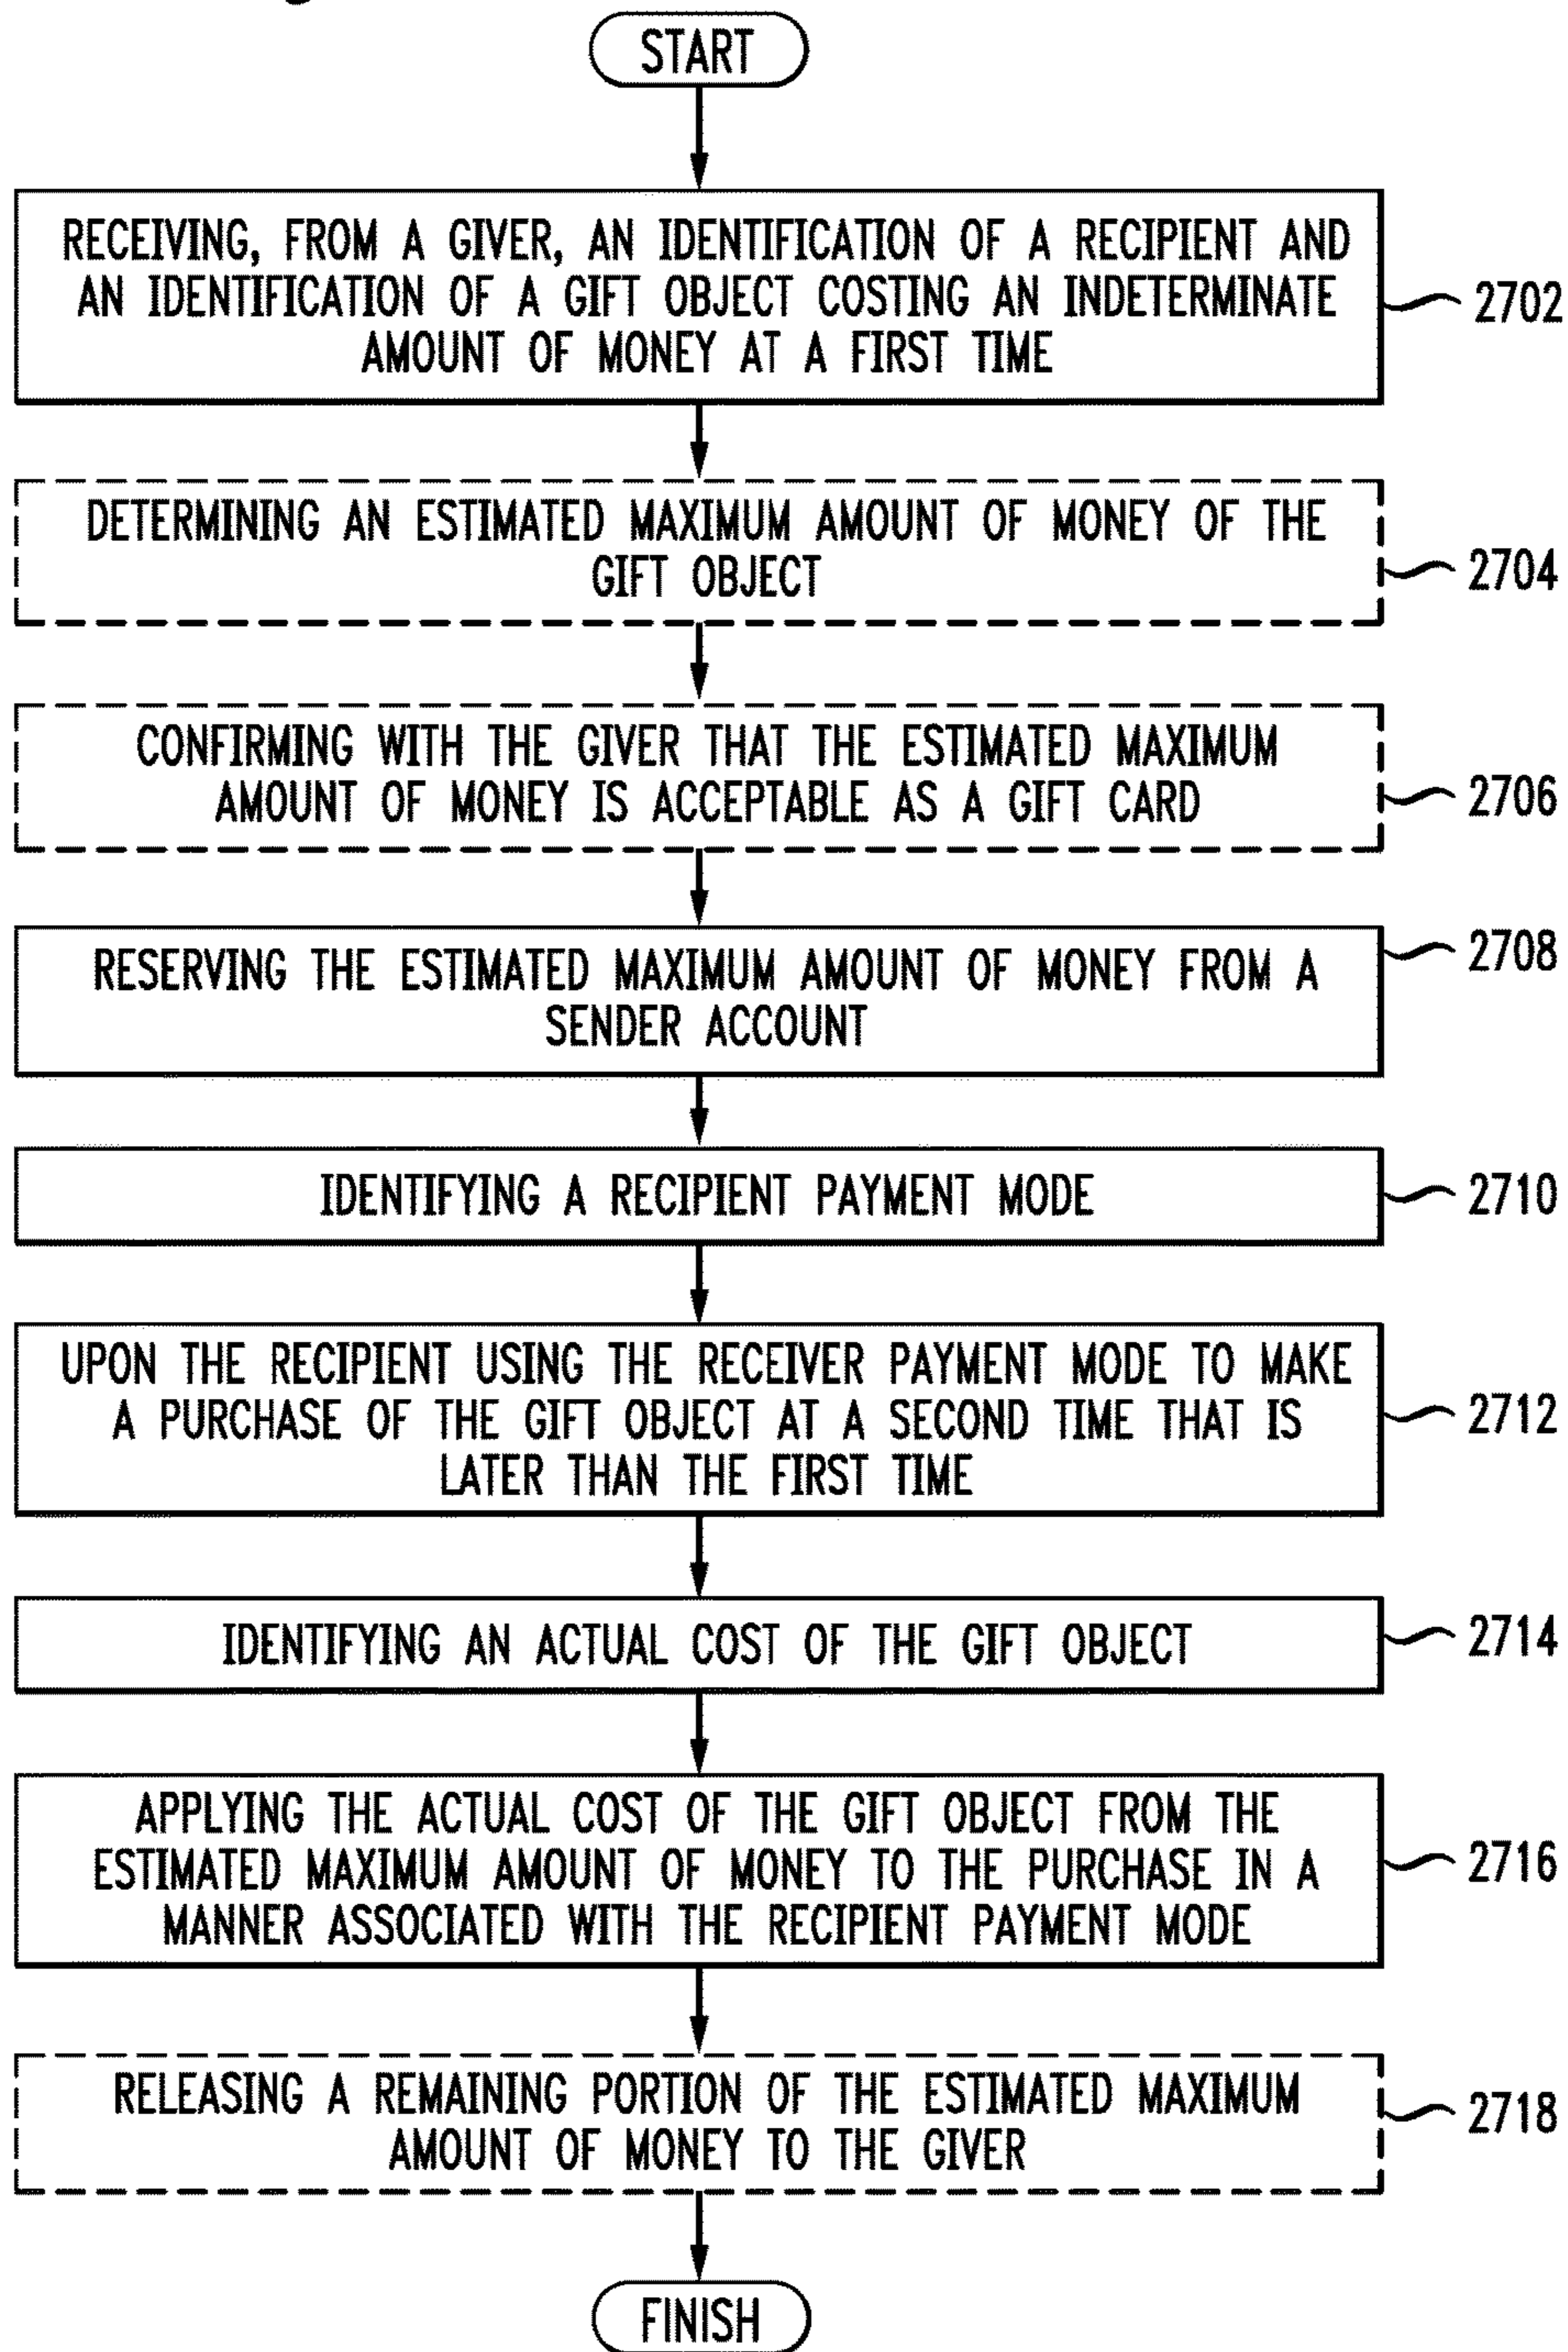 START
RECEIVING, FROM A GIVER, AN IDENTIFICATION OF A RECIPIENT AND
AN IDENTIFICATION OF A GIFT OBJECT COSTING AN INDETERMINATE
AMOUNT OF MONEY AT A FIRST TIME
2702
DETERMINING AN ESTIMATED MAXIMUM AMOUNT OF MONEY OF THE
GIFT OBJECT
2704
CONFIRMING WITH THE GIVER THAT THE ESTIMATED MAXIMUM
AMOUNT OF MONEY IS ACCEPTABLE AS A GIFT CARD
2706
RESERVING THE ESTIMATED MAXIMUM AMOUNT OF MONEY FROM A
SENDER ACCOUNT
2708
IDENTIFYING A RECIPIENT PAYMENT MODE
2710
UPON THE RECIPIENT USING THE RECEIVER PAYMENT MODE TO MAKE
A PURCHASE OF THE GIFT OBJECT AT A SECOND TIME THAT IS
LATER THAN THE FIRST TIME
2712
IDENTIFYING AN ACTUAL COST OF THE GIFT OBJECT
2714
APPLYING THE ACTUAL COST OF THE GIFT OBJECT FROM THE
ESTIMATED MAXIMUM AMOUNT OF MONEY TO THE PURCHASE IN A
MANNER ASSOCIATED WITH THE RECIPIENT PAYMENT MODE
2716
RELEASING A REMAINING PORTION OF THE ESTIMATED MAXIMUM
AMOUNT OF MONEY TO THE GIVER
2718
FINISH